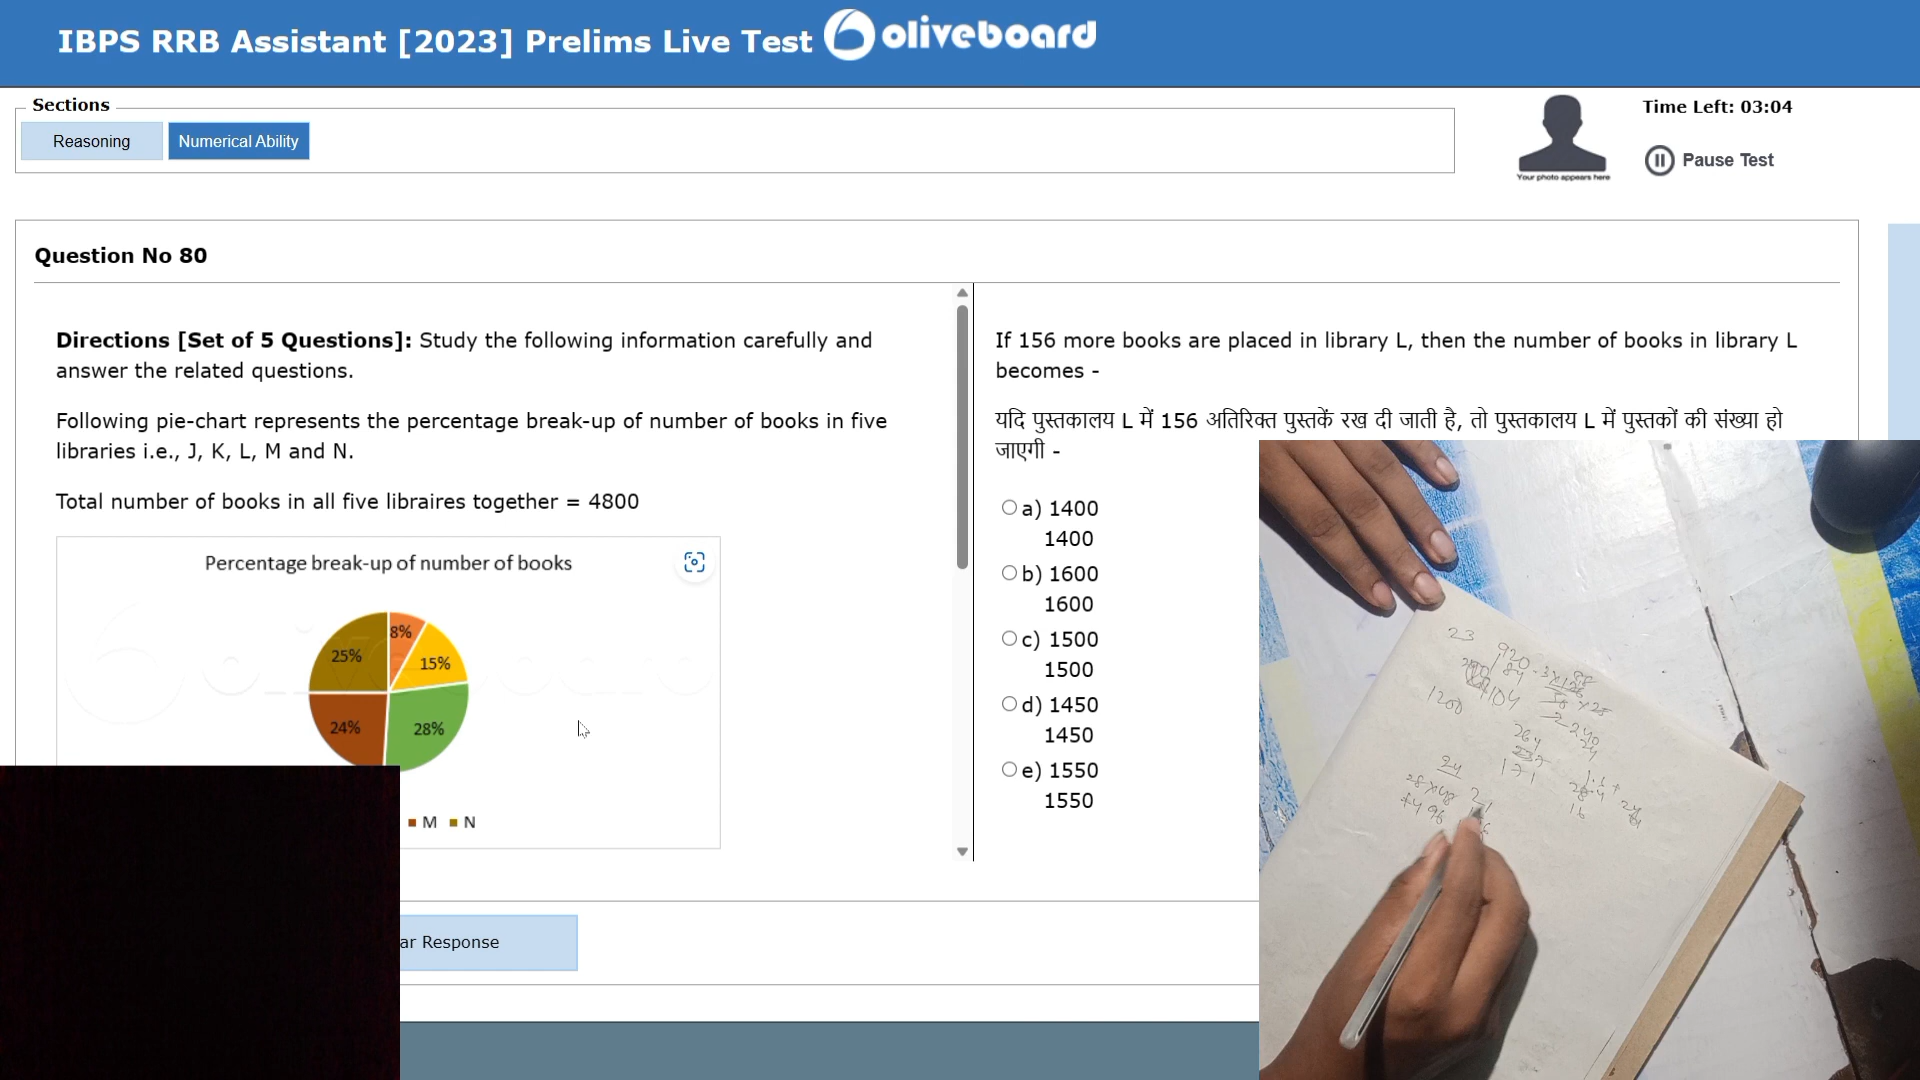 IBPS RRB Assistant [2023] Prelims Live Test oliveboard
Sections
Reasoning
Numerical Ability
Your photo appears here
Time Left: 03:04
Pause Test
Question No 80
Directions [Set of 5 Questions]: Study the following information carefully and
answer the related questions.
Following pie-chart represents the percentage break-up of number of books in five
libraries i.e., J, K, L, M and N.
Total number of books in all five libraires together = 4800
Percentage break-up of number of books
8%
25%
15%
24%
28%
M N
ar Response
If 156 more books are placed in library L, then the number of books in library L
becomes -
यदि पुस्तकालय L में 156 अतिरिक्त पुस्तकें रख दी जाती है, तो पुस्तकालय L में पुस्तकों की संख्या हो
जाएगी -
a) 1400
1400
b) 1600
1600
c) 1500
1500
d) 1450
1450
e) 1550
1550
23
920
1200
104
264
171
24
16